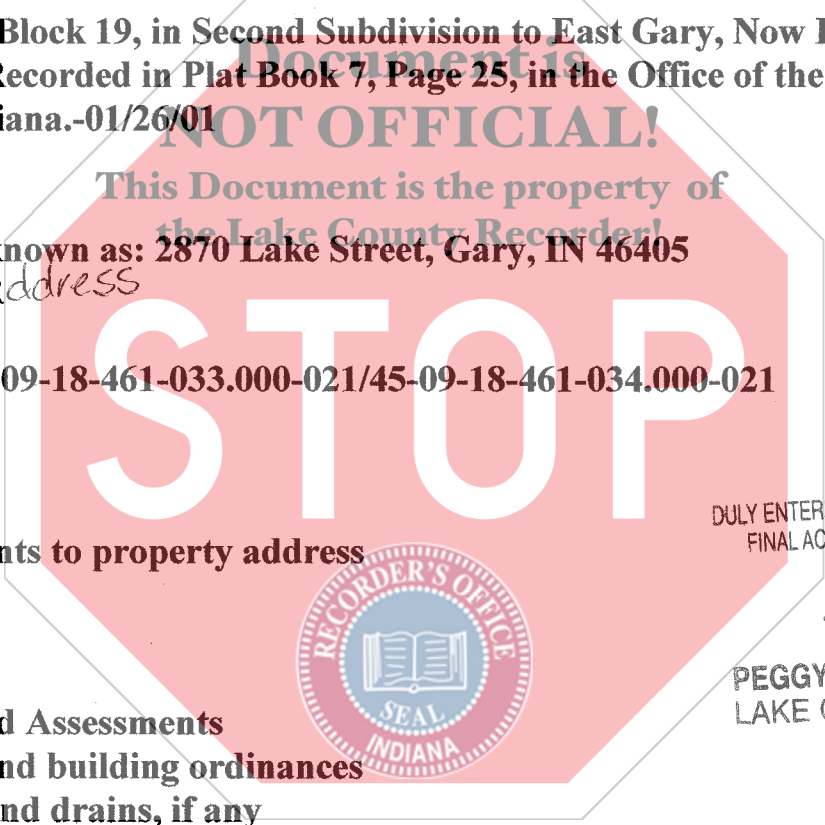 Block 19, in Second Subdivision to East Gary, Now
Document is
Recorded in Plat Book 7, Page 25, in the Office of the
iana.-01/26/01
NOT OFFICIAL!
This Document is the property of
the Lake County Recorder!
known as: 2870 Lake Street, Gary, IN 46405
address
STOP
09-18-461-033.000-021/45-09-18-461-034.000-021
DULY ENTER
FINAL AC
nts to property address
RECORDER'S OFFICE
SEAL
INDIANA
PEGGY
LAKE
d Assessments
nd building ordinances
nd drains, if any